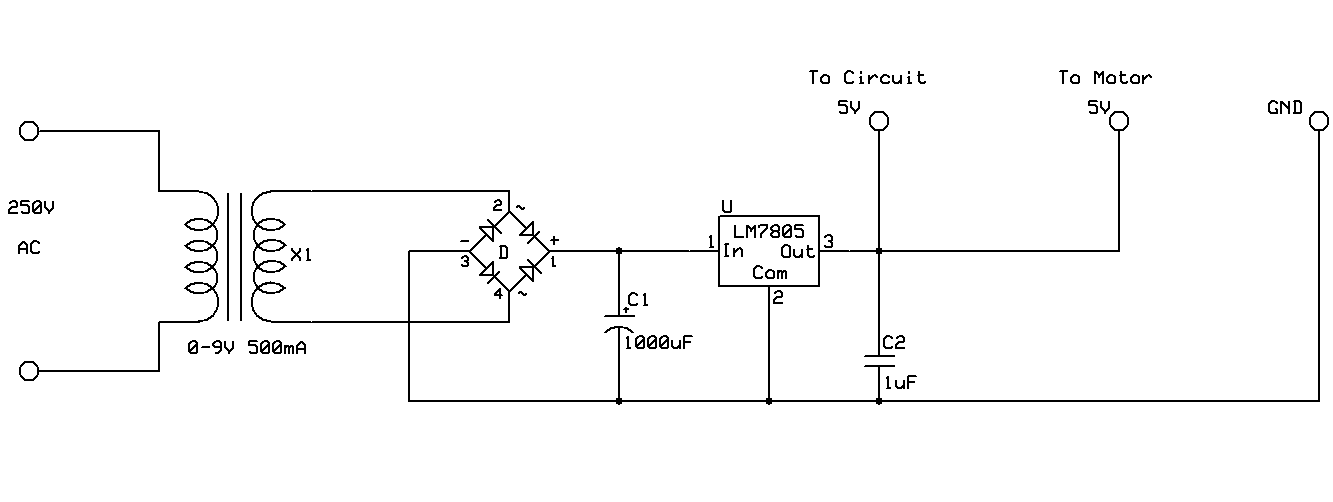 To Circuit
5V
To Motor
5V
GND
250V
AC
X1
0-9V 500mA
2 ~
- +
D
3 1
4 ~
C1
+
1000uF
U
LM7805
1 In Out 3
Com
2
C2
1uF